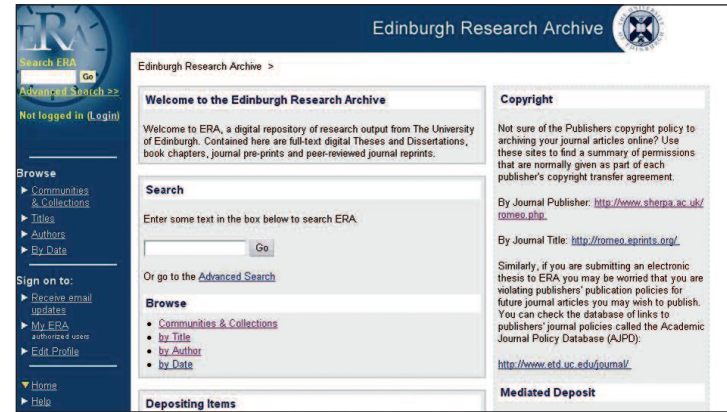 Edinburgh Research Archive
THE UNIVERSITY OF EDINBURGH
ERA
Search ERA
Go
Advanced Search >>
Not logged in (Login)
Browse
Communities
& Collections
Titles
Authors
By Date
Sign on to:
Receive email
updates
My ERA
authorized users
Edit Profile
Home
Help
Edinburgh Research Archive >
Welcome to the Edinburgh Research Archive
Welcome to ERA, a digital repository of research output from The University
of Edinburgh. Contained here are full-text digital Theses and Dissertations,
book chapters, journal pre-prints and peer-reviewed journal reprints.
Search
Enter some text in the box below to search ERA.
Go
Or go to the Advanced Search
Browse
• Communities & Collections
• by Title
• by Author
• by Date
Depositing Items
Copyright
Not sure of the Publishers copyright policy to
archiving your journal articles online? Use
these sites to find a summary of permissions
that are normally given as part of each
publisher's copyright transfer agreement.
By Journal Publisher: http://www.sherpa.ac.uk/
romeo.php
By Journal Title: http://romeo.eprints.org/
Similarly, if you are submitting an electronic
thesis to ERA you may be worried that you are
violating publishers' publication policies for
future journal articles you may wish to publish.
You can check the database of links to
publishers' journal policies called the Academic
Journal Policy Database (AJPD):
http://www.etd.uc.edu/journal/
Mediated Deposit